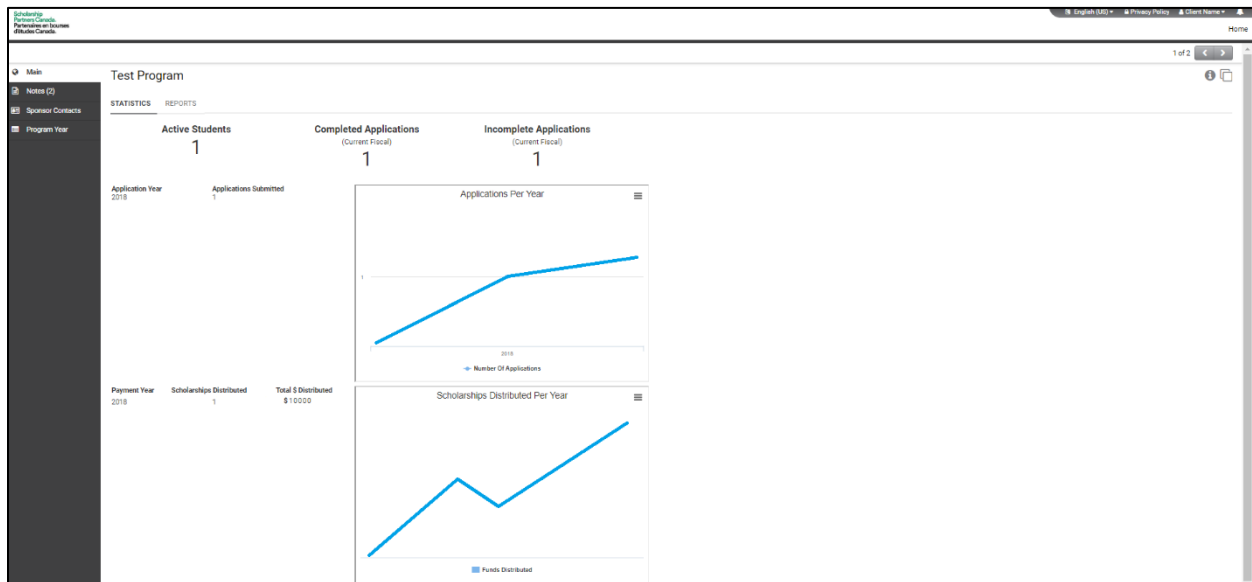 Scholarship
Partners Canada.
Partenaires en bourses
d'études Canada.
English (US) Privacy Policy Client Name
Home
1 of 2
Main
Notes (2)
Sponsor Contacts
Program Year
Test Program
STATISTICS REPORTS
Active Students
1
Completed Applications
(Current Fiscal)
1
Incomplete Applications
(Current Fiscal)
1
Application Year Applications Submitted
2018 1
Applications Per Year
1
2018
Number Of Applications
Payment Year Scholarships Distributed Total $ Distributed
2018 1 $10000
Scholarships Distributed Per Year
Funds Distributed